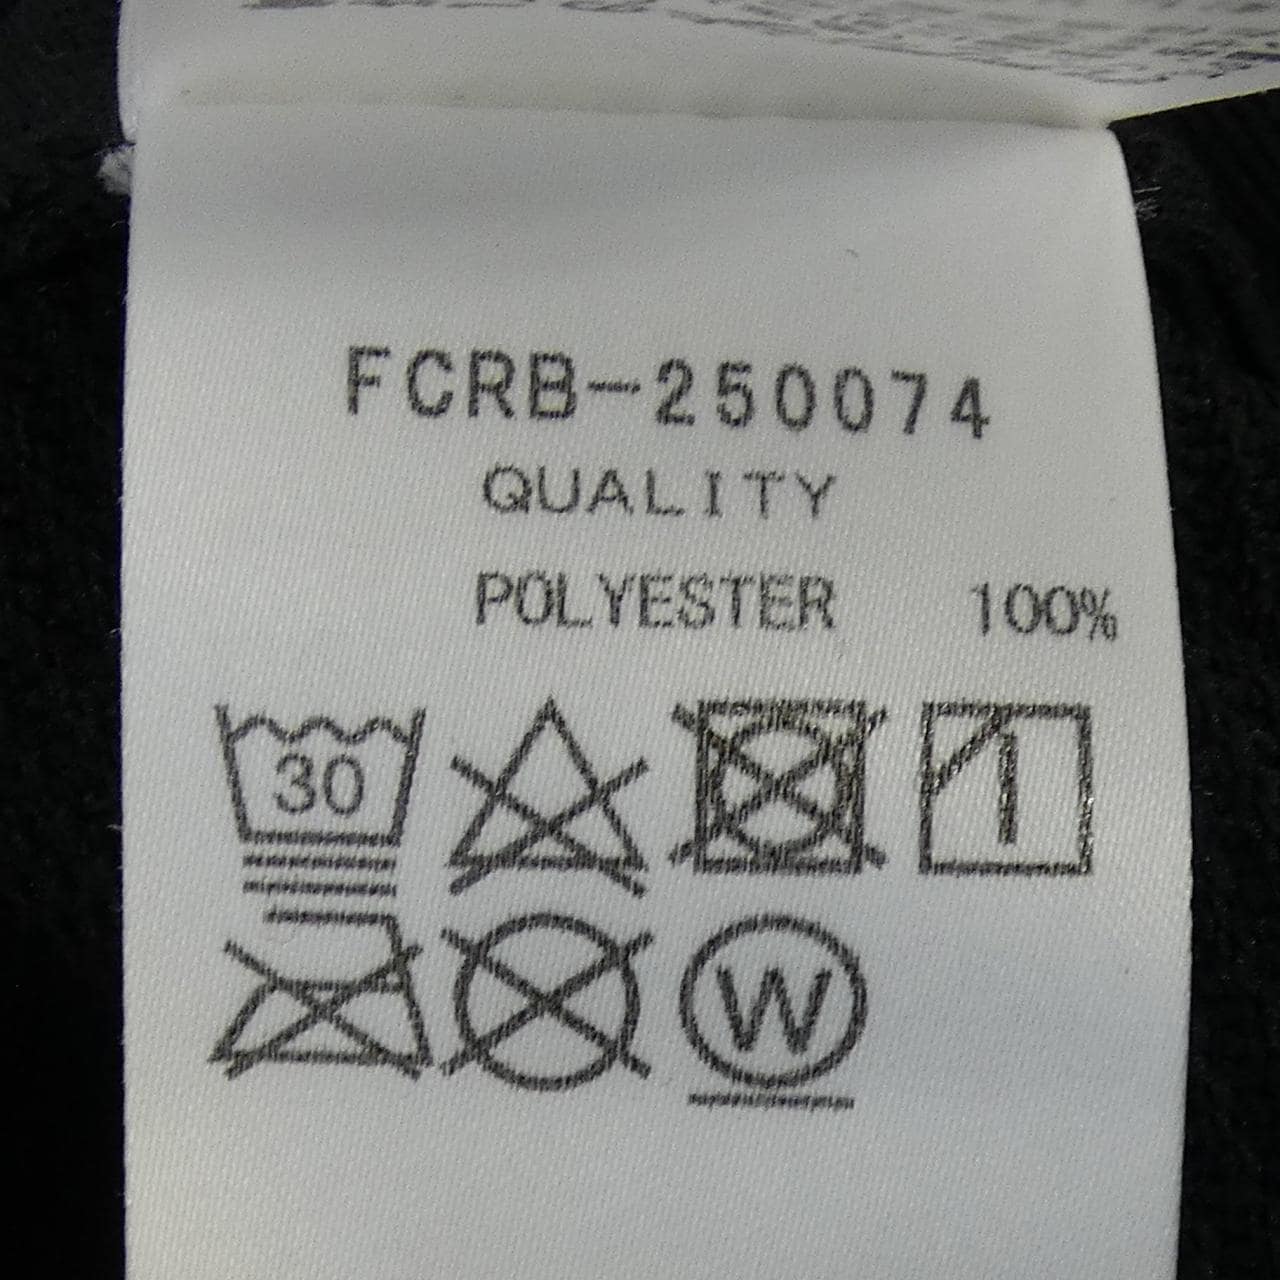 FCRB-250074
QUALITY
POLYESTER 100%
30
W